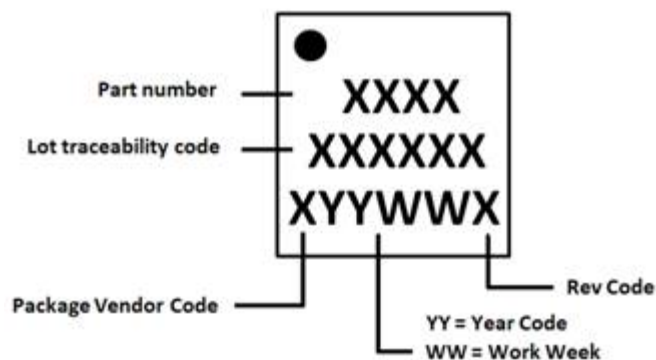 Part number
XXXX
Lot traceability code
XXXXXX
XYYWWX
Package Vendor Code
Rev Code
YY = Year Code
WW = Work Week